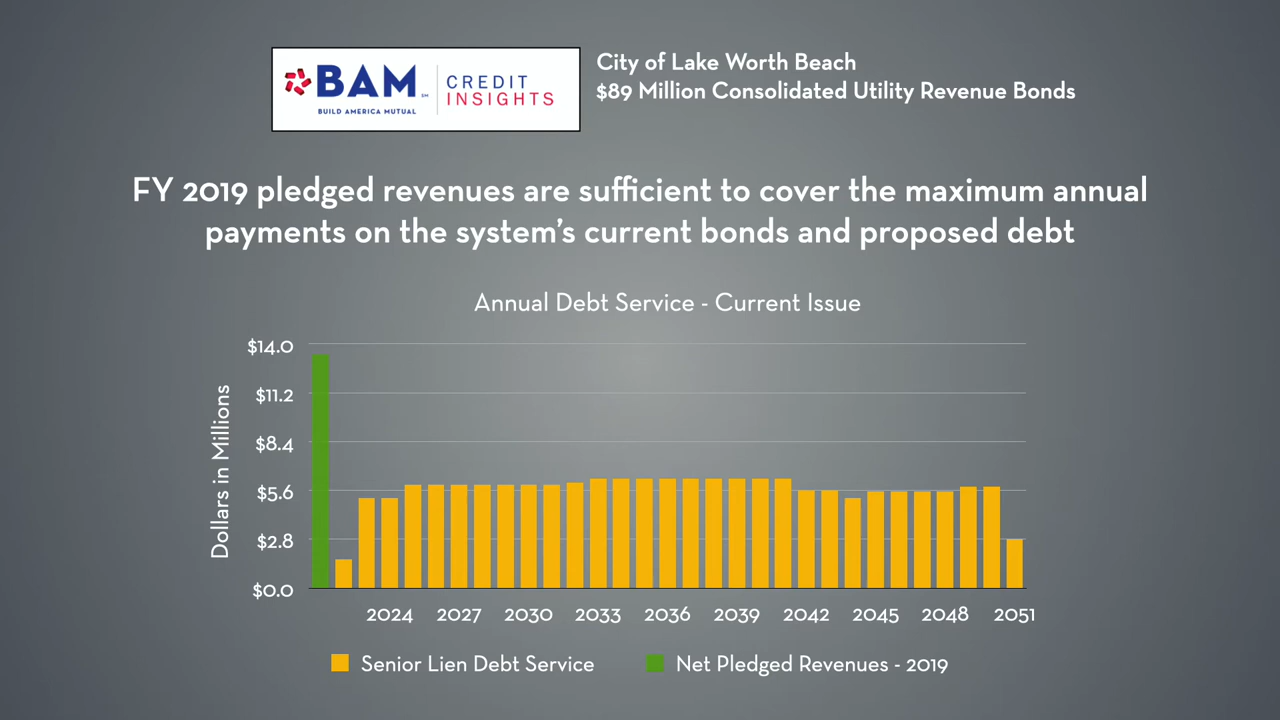 BAM SM
BUILD AMERICA MUTUAL
CREDIT
INSIGHTS
City of Lake Worth Beach
$89 Million Consolidated Utility Revenue Bonds
FY 2019 pledged revenues are sufficient to cover the maximum annual
payments on the system's current bonds and proposed debt
Annual Debt Service - Current Issue
Dollars in Millions
$14.0
$11.2
$8.4
$5.6
$2.8
$0.0
2024 2027 2030 2033 2036 2039 2042 2045 2048 2051
Senior Lien Debt Service Net Pledged Revenues - 2019